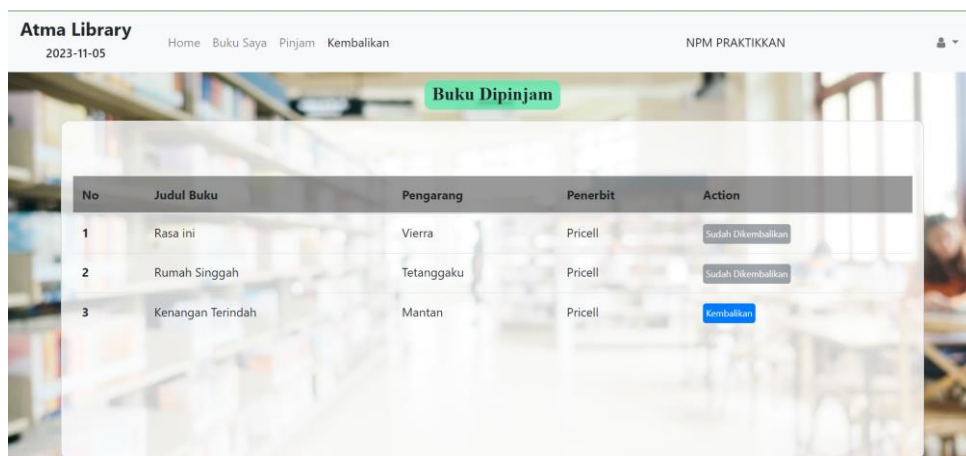 Atma Library
2023-11-05
Home Buku Saya Pinjam Kembalikan
NPM PRAKTIKKAN
Buku Dipinjam
No Judul Buku Pengarang Penerbit Action
1 Rasa ini Vierra Pricell Sudah Dikembalikan
2 Rumah Singgah Tetanggaku Pricell Sudah Dikembalikan
3 Kenangan Terindah Mantan Pricell Kembalikan